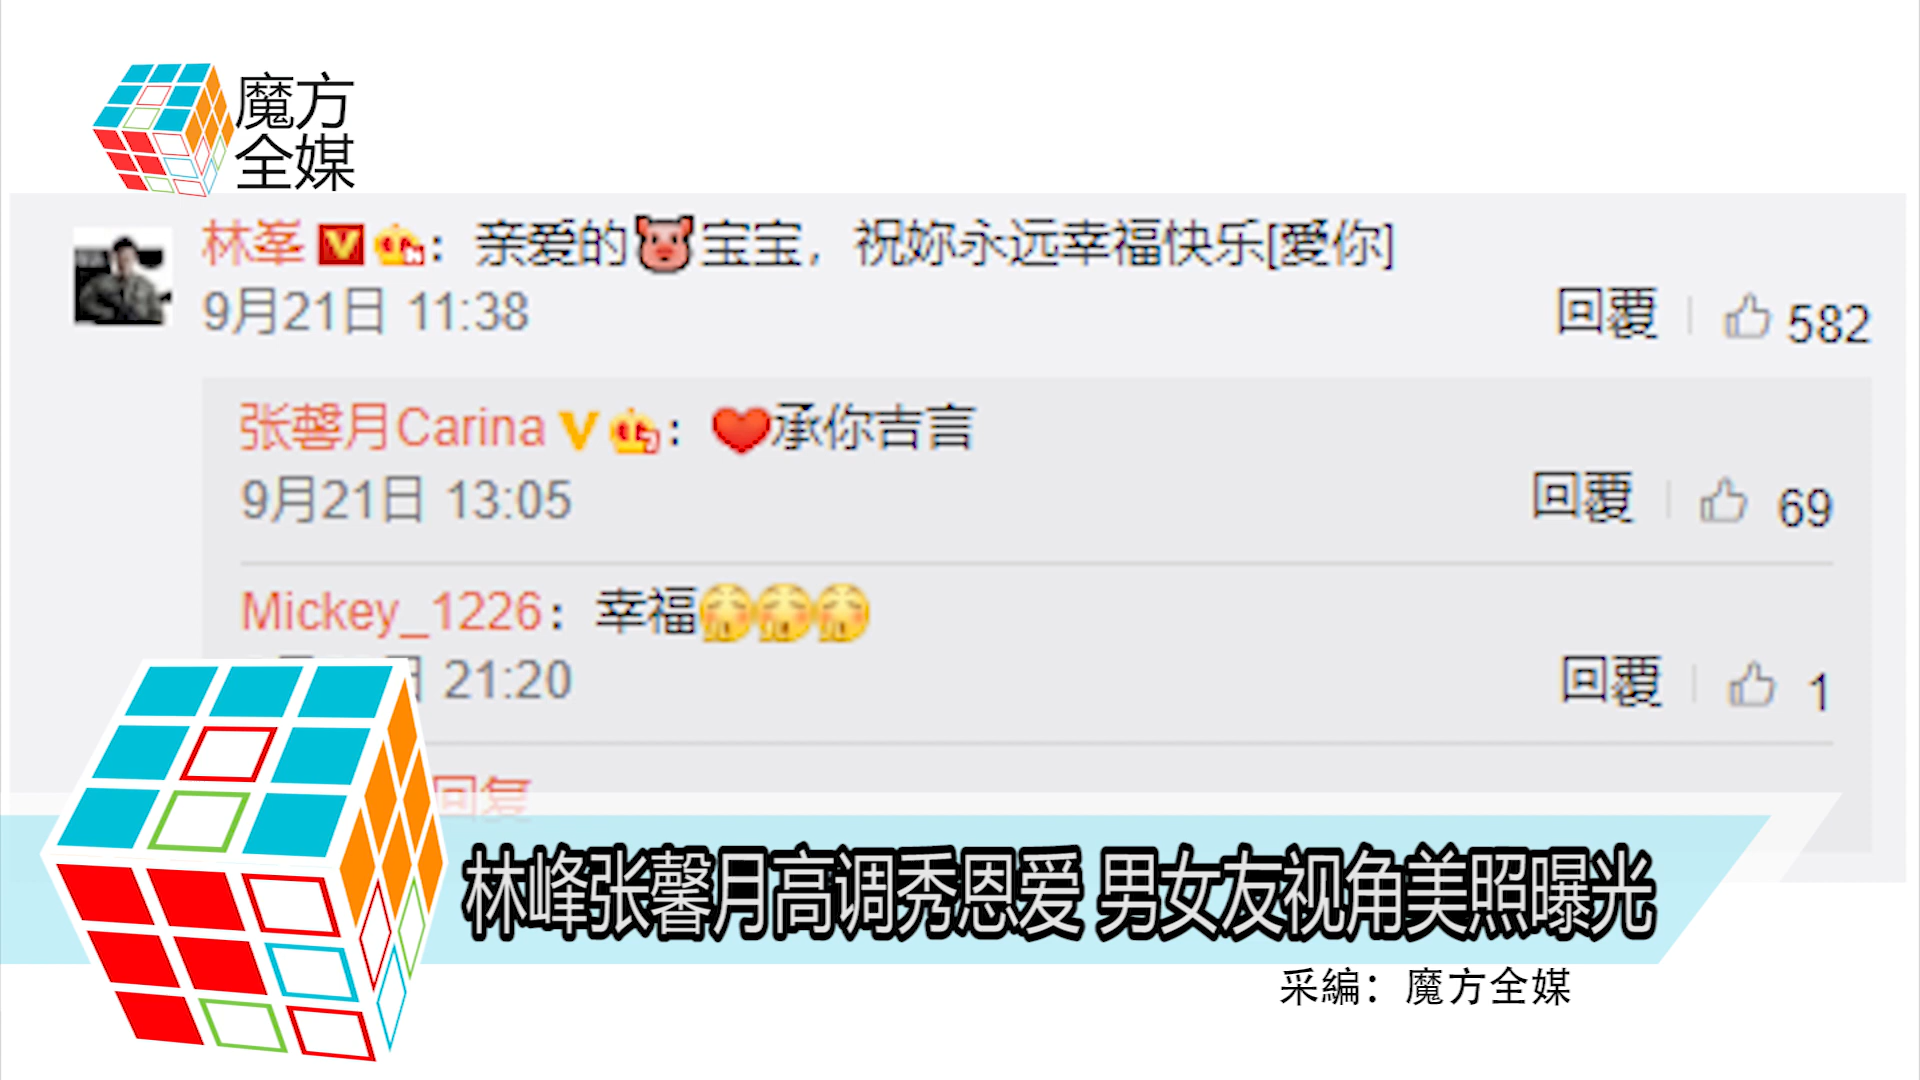 魔方
全媒
林峯：亲爱的宝宝，祝妳永远幸福快乐[愛你]
9月21日 11:38
回覆 582
张馨月Carina：承你吉言
9月21日 13:05
回覆 69
Mickey_1226：幸福
21:20
回覆 1
回复
林峰张馨月高调秀恩爱 男女友视角美照曝光
采編：魔方全媒